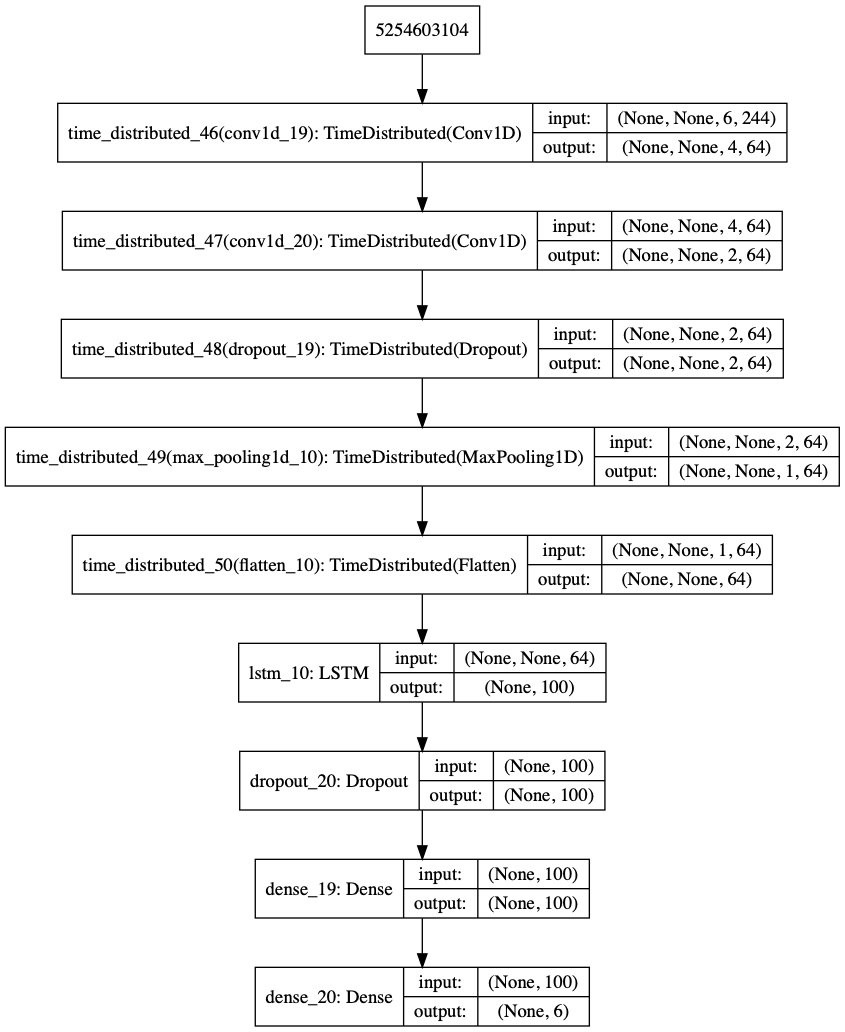 5254603104
time_distributed_46(conv1d_19): TimeDistributed(Conv1D)
input: (None, None, 6, 244)
output: (None, None, 4, 64)
time_distributed_47(conv1d_20): TimeDistributed(Conv1D)
input: (None, None, 4, 64)
output: (None, None, 2, 64)
time_distributed_48(dropout_19): TimeDistributed(Dropout)
input: (None, None, 2, 64)
output: (None, None, 2, 64)
time_distributed_49(max_pooling1d_10): TimeDistributed(MaxPooling1D)
input: (None, None, 2, 64)
output: (None, None, 1, 64)
time_distributed_50(flatten_10): TimeDistributed(Flatten)
input: (None, None, 1, 64)
output: (None, None, 64)
lstm_10: LSTM
input: (None, None, 64)
output: (None, 100)
dropout_20: Dropout
input: (None, 100)
output: (None, 100)
dense_19: Dense
input: (None, 100)
output: (None, 100)
dense_20: Dense
input: (None, 100)
output: (None, 6)